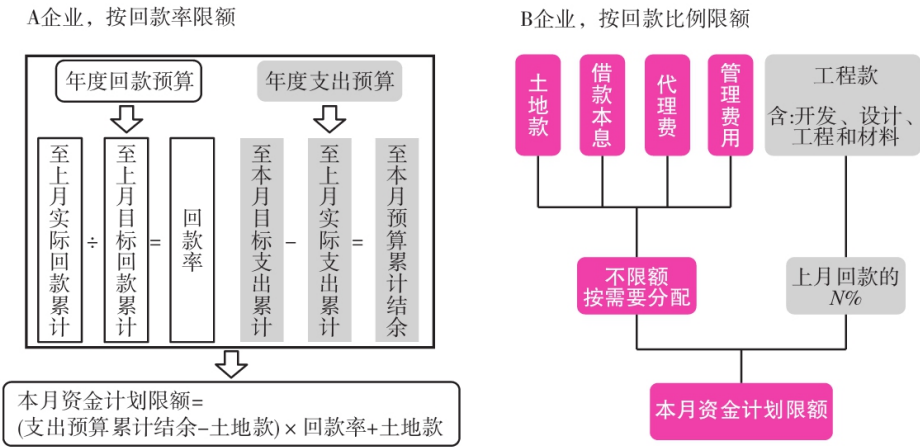 A企业，按回款率限额
年度回款预算
年度支出预算
至上月实际回款累计
÷
至上月目标回款累计
=
回款率
至本月目标支出累计
-
至上月实际支出累计
=
至本月预算累计结余
本月资金计划限额=
(支出预算累计结余-土地款)×回款率+土地款
B企业，按回款比例限额
土地款
借款本息
代理费
管理费用
工程款
含:开发、设计、
工程和材料
不限额
按需要分配
上月回款的
N%
本月资金计划限额